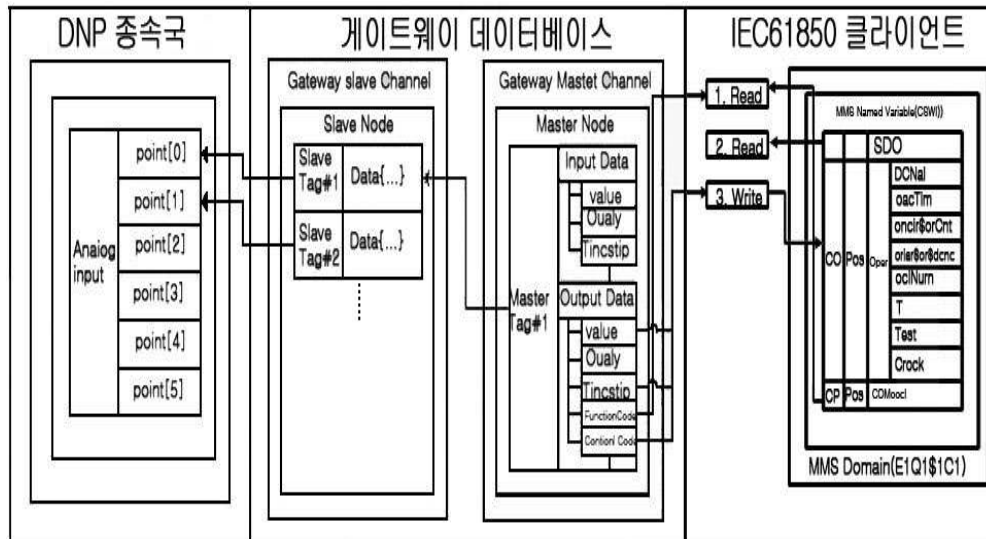 DNP 종속국
게이트웨이 데이터베이스
IEC61850 클라이언트
Analog input
point[0]
point[1]
point[2]
point[3]
point[4]
point[5]
Gateway slave Channel
Slave Node
Slave Tag#1
Data{...}
Slave Tag#2
Data{...}
Gateway Mastet Channel
Master Node
Master Tag#1
Input Data
value
Oualy
Tincstip
Output Data
value
Oualy
Tincstip
FunctionCode
Contionl Code
1. Read
2. Read
3. Write
MMS Named Variable(CSWI))
SDO
CO
Pos
Oper
DCNal
oacTim
oncir$orCnt
orler$or$dcnc
oclNurn
T
Test
Crock
CP
Pos
COMoocl
MMS Domain(E1Q1$1C1)